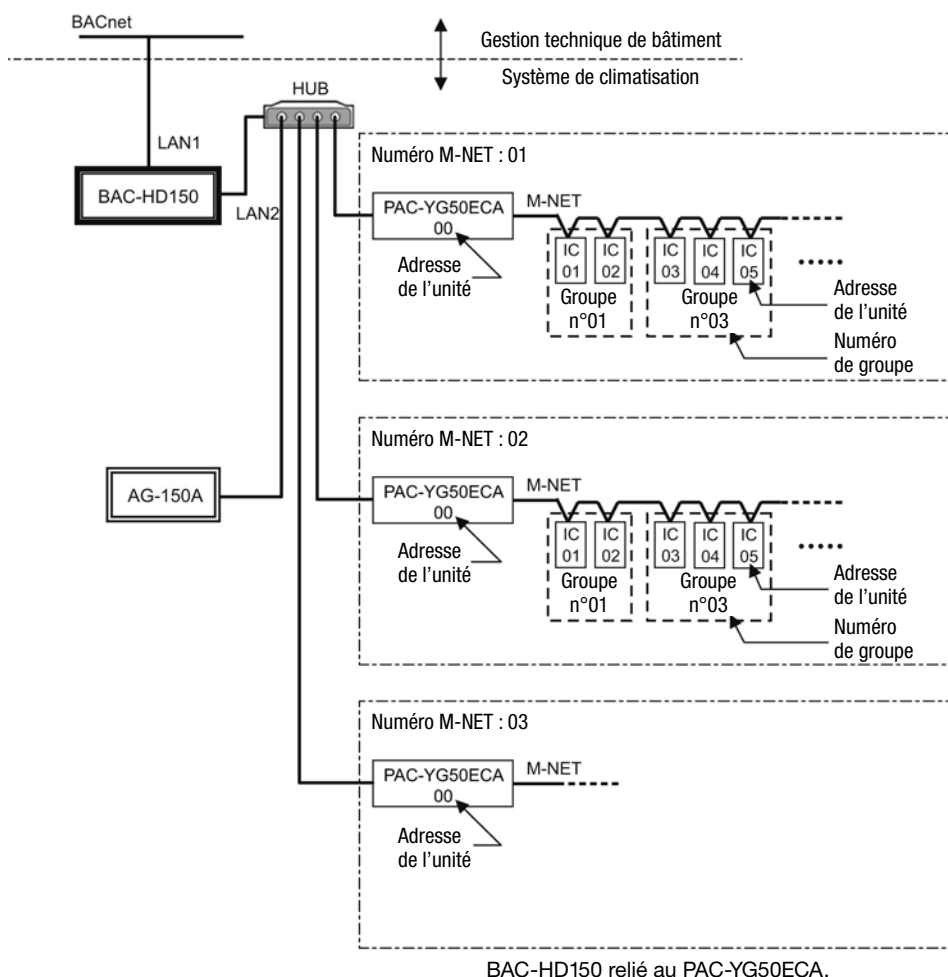 BACnet
Gestion technique de bâtiment
Système de climatisation
HUB
LAN1
BAC-HD150
LAN2
Numéro M-NET : 01
PAC-YG50ECA
00
M-NET
IC
01
IC
02
IC
03
IC
04
IC
05
Adresse
de l'unité
Groupe
n°01
Groupe
n°03
Adresse
de l'unité
Numéro
de groupe
Numéro M-NET : 02
AG-150A
PAC-YG50ECA
00
M-NET
IC
01
IC
02
IC
03
IC
04
IC
05
Adresse
de l'unité
Groupe
n°01
Groupe
n°03
Adresse
de l'unité
Numéro
de groupe
Numéro M-NET : 03
PAC-YG50ECA
00
M-NET
Adresse
de l'unité
BAC-HD150 relié au PAC-YG50ECA.